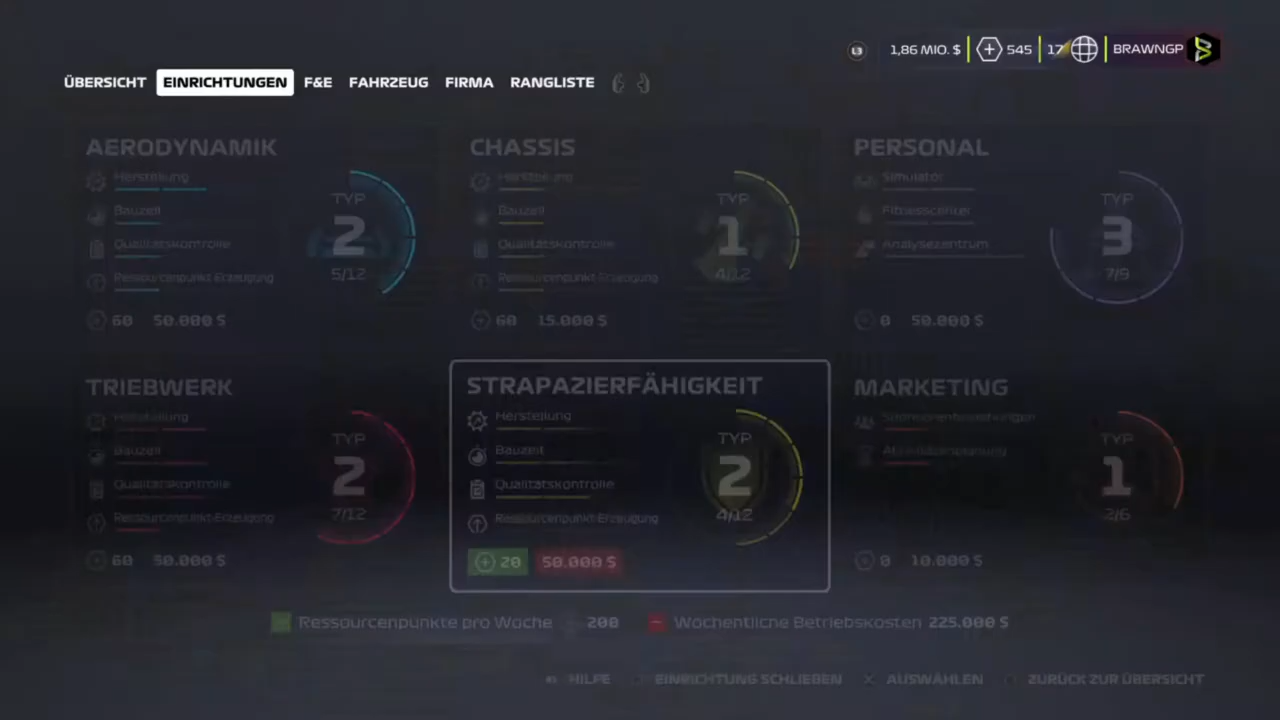 L3 1,86 MIO. $ 545 17 BRAWNGP
ÜBERSICHT EINRICHTUNGEN F&E FAHRZEUG FIRMA RANGLISTE
AERODYNAMIK
Herstellung
Bauzeit
Qualitätskontrolle
Ressourcenpunkt-Erzeugung
TYP
2
5/12
60 50.000 $
CHASSIS
Herstellung
Bauzeit
Qualitätskontrolle
Ressourcenpunkt-Erzeugung
TYP
1
4/12
60 15.000 $
PERSONAL
Simulator
Fitnesscenter
Analysezentrum
TYP
3
7/9
0 50.000 $
TRIEBWERK
Herstellung
Bauzeit
Qualitätskontrolle
Ressourcenpunkt-Erzeugung
TYP
2
7/12
60 50.000 $
STRAPAZIERFÄHIGKEIT
Herstellung
Bauzeit
Qualitätskontrolle
Ressourcenpunkt-Erzeugung
TYP
2
4/12
20 50.000 $
MARKETING
TYP
1
2/6
0 10.000 $
Ressourcenpunkte pro Woche 200 Wöchentliche Betriebskosten 225.000 $
HILFE EINRICHTUNG SCHLIEßEN AUSWÄHLEN ZURÜCK ZUR ÜBERSICHT